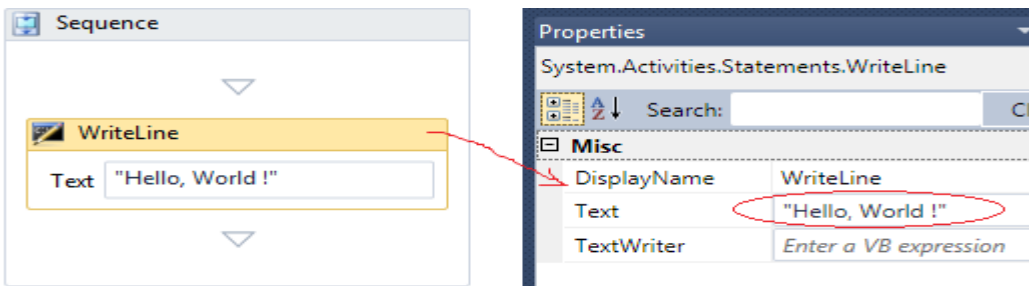 Sequence
WriteLine
Text "Hello, World !"
Properties
System.Activities.Statements.WriteLine
Search:
Misc
DisplayName WriteLine
Text "Hello, World !"
TextWriter Enter a VB expression